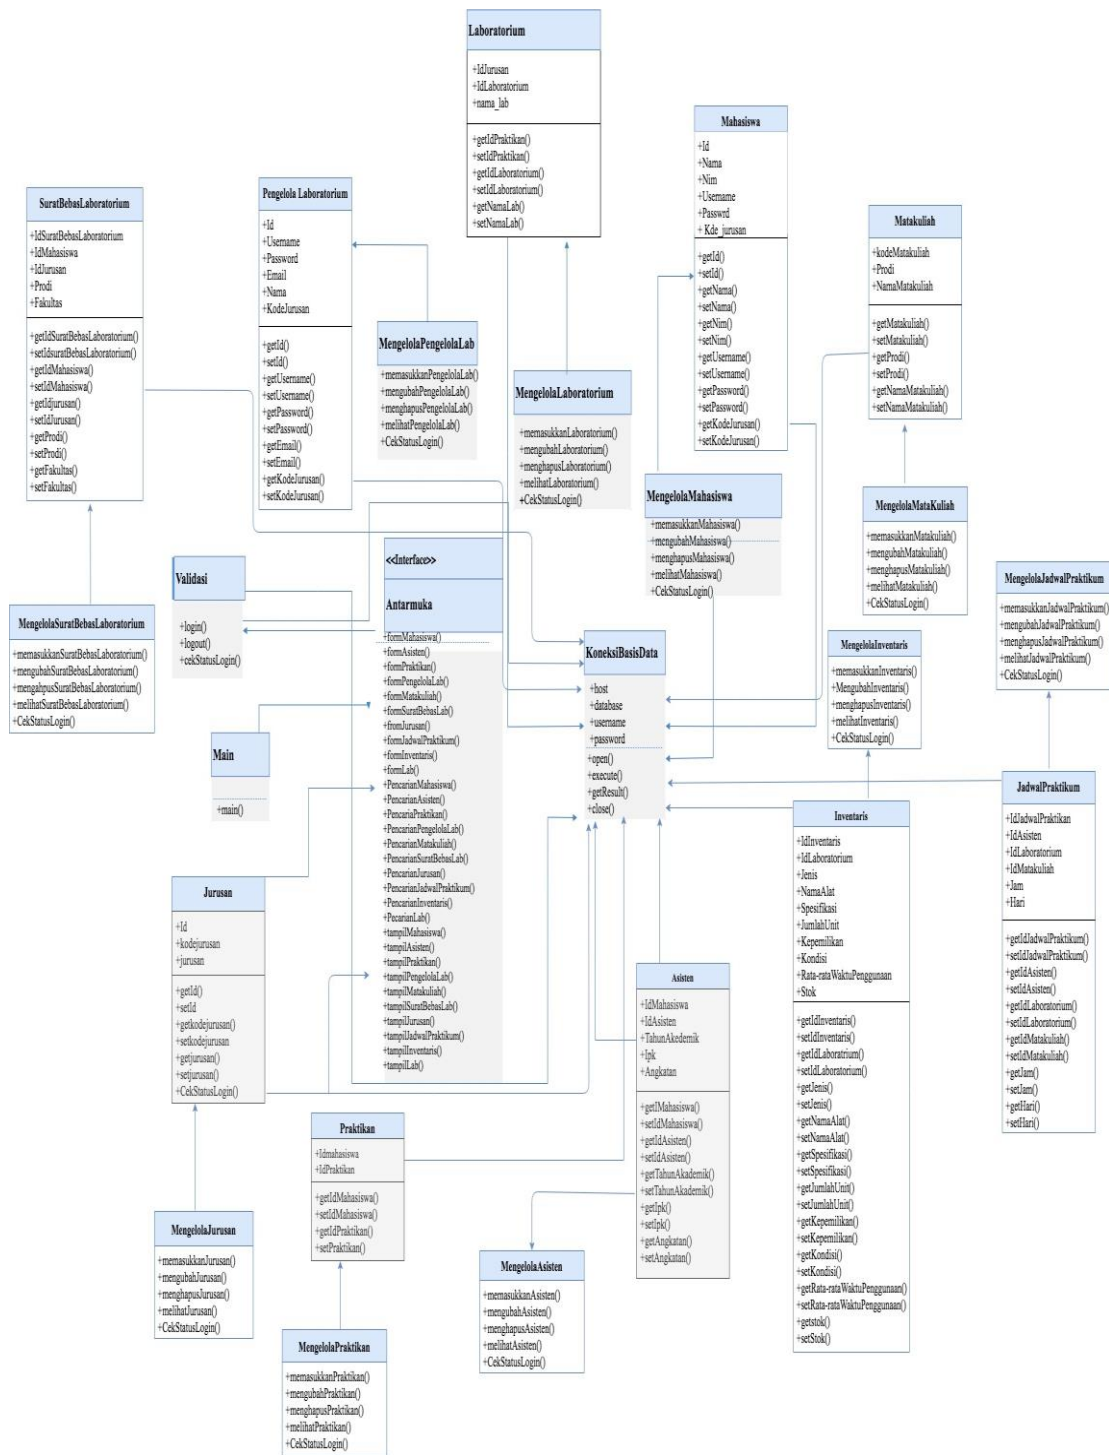 Laboratorium
+IdJurusan
+IdLaboratorium
+nama_lab
+getIdPraktikan()
+setIdPraktikan()
+getIdLaboratorium()
+setIdLaboratorium()
+getNamaLab()
+setNamaLab()
Mahasiswa
+Id
+Nama
+Nim
+Username
+Passwrd
+ Kde_jurusan
+getId()
+setId()
+getNama()
+setNama()
+getNim()
+setNim()
+getUsername()
+setUsername()
+getPassword()
+setPassword()
+getKodeJurusan()
+setKodeJurusan()
SuratBebasLaboratorium
+IdSuratBebasLaboratorium
+IdMahasiswa
+IdJurusan
+Prodi
+Fakultas
+getIdSuratBebasLaboratorium()
+setIdsuratBebasLaboratorium()
+getIdMahasiswa()
+setIdMahasiswa()
+getIdjurusan()
+setIdJurusan()
+getProdi()
+setProdi()
+getFakultas()
+setFakultas()
Pengelola Laboratorium
+Id
+Username
+Password
+Email
+Nama
+KodeJurusan
+getId()
+setId()
+getUsername()
+setUsername()
+getPassword()
+setPassword()
+getEmail()
+setEmail()
+getKodeJurusan()
+setKodeJurusan()
Matakuliah
+kodeMatakuliah
+Prodi
+NamaMatakuliah
+getMatakuliah()
+setMatakuliah()
+getProdi()
+setProdi()
+getNamaMatakuliah()
+setNamaMatakuliah()
MengelolaPengelolaLab
+memasukkanPengelolaLab()
+mengubahPengelolaLab()
+menghapusPengelolaLab()
+melihatPengelolaLab()
+CekStatusLogin()
MengelolaLaboratorium
+memasukkanLaboratorium()
+mengubahLaboratorium()
+menghapusLaboratorium()
+melihatLaboratorium()
+CekStatusLogin()
MengelolaMahasiswa
+memasukkanMahasiswa()
+mengubahMahasiswa()
+menghapusMahasiswa()
+melihatMahasiswa()
+CekStatusLogin()
MengelolaMataKuliah
+memasukkanMatakuliah()
+mengubahMatakuliah()
+menghapusMatakuliah()
+melihatMatakuliah()
+CekStatusLogin()
Validasi
+login()
+logout()
+cekStatusLogin()
<<Interface>>
Antarmuka
+formMahasiswa()
+formAsisten()
+formPraktikan()
+formPengelolaLab()
+formMatakuliah()
+formSuratBebasLab()
+fromJurusan()
+formJadwalPraktikum()
+formInventaris()
+formLab()
+PencarianMahasiswa()
+PencarianAsisten()
+PencariaPraktikan()
+PencarianPengelolaLab()
+PencarianMatakuliah()
+PencarianSuratBebasLab()
+PencarianJurusan()
+PencarianJadwalPraktikum()
+PencarianInventaris()
+PecarianLab()
+tampilMahasiswa()
+tampilAsisten()
+tampilPraktikan()
+tampilPengelolaLab()
+tampilMatakuliah()
+tampilSuratBebasLab()
+tampilJurusan()
+tampilJadwalPraktikum()
+tampilInventaris()
+tampilLab()
MengelolaJadwalPraktikum
+memasukkanJadwalPraktikum()
+mengubahJadwalPraktikum()
+menghapusJadwalPraktikum()
+melihatJadwalPraktikum()
+CekStatusLogin()
MengelolaSuratBebasLaboratorium
+memasukkanSuratBebasLaboratorium()
+mengubahSuratBebasLaboratorium()
+mengahpusSuratBebasLaboratorium()
+melihatSuratBebasLaboratorium()
+CekStatusLogin()
KoneksiBasisData
+host
+database
+username
+password
+open()
+execute()
+getResult()
+close()
MengelolaInventaris
+memasukkanInventaris()
+MengubahInventaris()
+menghapusInventaris()
+melihatInventaris()
+CekStatusLogin()
Main
+main()
Inventaris
+IdInventaris
+IdLaboratorium
+Jenis
+NamaAlat
+Spesifikasi
+JumlahUnit
+Kepemilikan
+Kondisi
+Rata-rataWaktuPenggunaan
+Stok
+getIdInventaris()
+setIdInventaris()
+getIdLaboratrium()
+setIdLaboratorium()
+getJenis()
+setJenis()
+getNamaAlat()
+setNamaAlat()
+getSpesifikasi()
+setSpesifikasi()
+getJumlahUnit()
+setJumlahUnit()
+getKepemilikan()
+setKepemilikan()
+getKondisi()
+setKondisi()
+getRata-rataWaktuPenggunaan()
+setRata-rataWaktuPenggunaan()
+getstok()
+setStok()
JadwalPraktikum
+IdJadwalPraktikan
+IdAsisten
+IdLaboratorium
+IdMatakuliah
+Jam
+Hari
+getIdJadwalPraktikum()
+setIdJadwalPraktikum()
+getIdAsisten()
+setIdAsisten()
+getIdLaboratorium()
+setIdLaboratorium()
+getIdMatakuliah()
+setIdMatakuliah()
+getJam()
+setJam()
+getHari()
+setHari()
Jurusan
+Id
+kodejurusan
+jurusan
+getId()
+setId
+getkodejurusan()
+setkodejurusan
+getjurusan()
+setjurusan()
+CekStatusLogin()
Asisten
+IdMahasiswa
+IdAsisten
+TahunAkedemik
+Ipk
+Angkatan
+getIMahasiswa()
+setIdMahasiswa()
+getIdAsisten()
+setIdAsisten()
+getTahunAkademik()
+setTahunAkademik()
+getIpk()
+setIpk()
+getAngkatan()
+setAngkatan()
Praktikan
+Idmahasiswa
+IdPraktikan
+getIdMahasiswa()
+setIdMahasiswa()
+getIdPraktikan()
+setPraktikan()
MengelolaJurusan
+memasukkanJurusan()
+mengubahJurusan()
+menghapusJurusan()
+melihatJurusan()
+CekStatusLogin()
MengelolaAsisten
+memasukkanAsisten()
+mengubahAsisten()
+menghapusAsisten()
+melihatAsisten()
+CekStatusLogin()
MengelolaPraktikan
+memasukkanPraktikan()
+mengubahPraktikan()
+menghapusPraktikan()
+melihatPraktikan()
+CekStatusLogin()